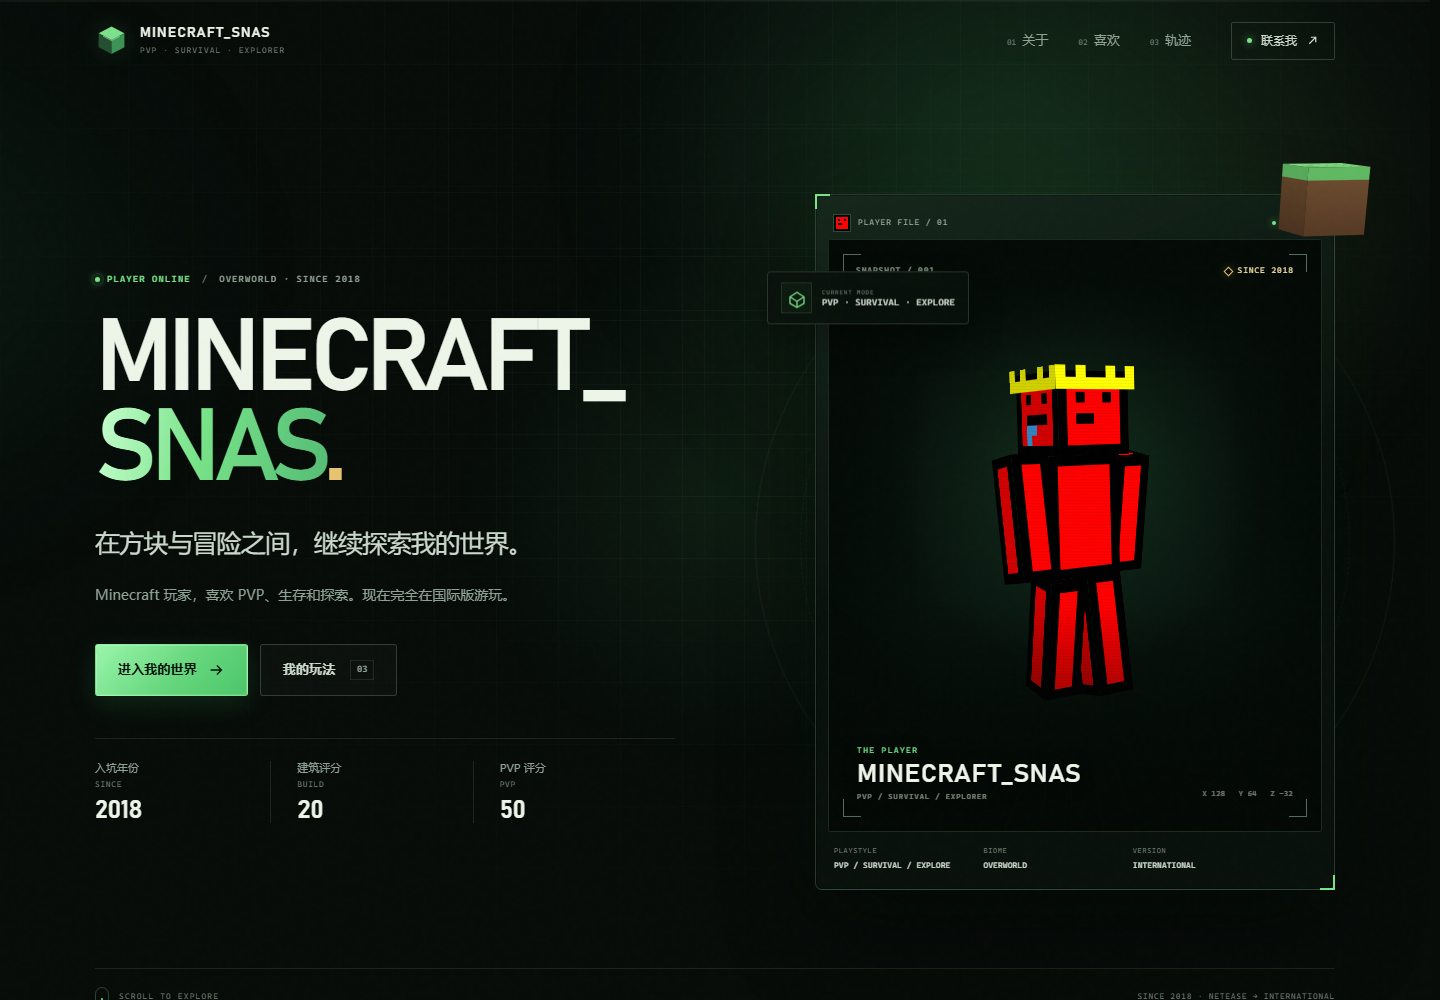 MINECRAFT_SNAS
PVP · SURVIVAL · EXPLORER
01 关于
02 喜欢
03 轨迹
联系我
PLAYER ONLINE / OVERWORLD · SINCE 2018
MINECRAFT_
SNAS.
在方块与冒险之间，继续探索我的世界。
Minecraft 玩家，喜欢 PVP、生存和探索。现在完全在国际版游玩。
进入我的世界
我的玩法 03
入坑年份
SINCE
2018
建筑评分
BUILD
20
PVP 评分
PVP
50
PLAYER FILE / 01
SNAPSHOT / 001
SINCE 2018
CURRENT MODE
PVP · SURVIVAL · EXPLORE
THE PLAYER
MINECRAFT_SNAS
PVP / SURVIVAL / EXPLORER
X 128 Y 64 Z −32
PLAYSTYLE
PVP / SURVIVAL / EXPLORE
BIOME
OVERWORLD
VERSION
INTERNATIONAL
SCROLL TO EXPLORE
SINCE 2018 · NETEASE → INTERNATIONAL